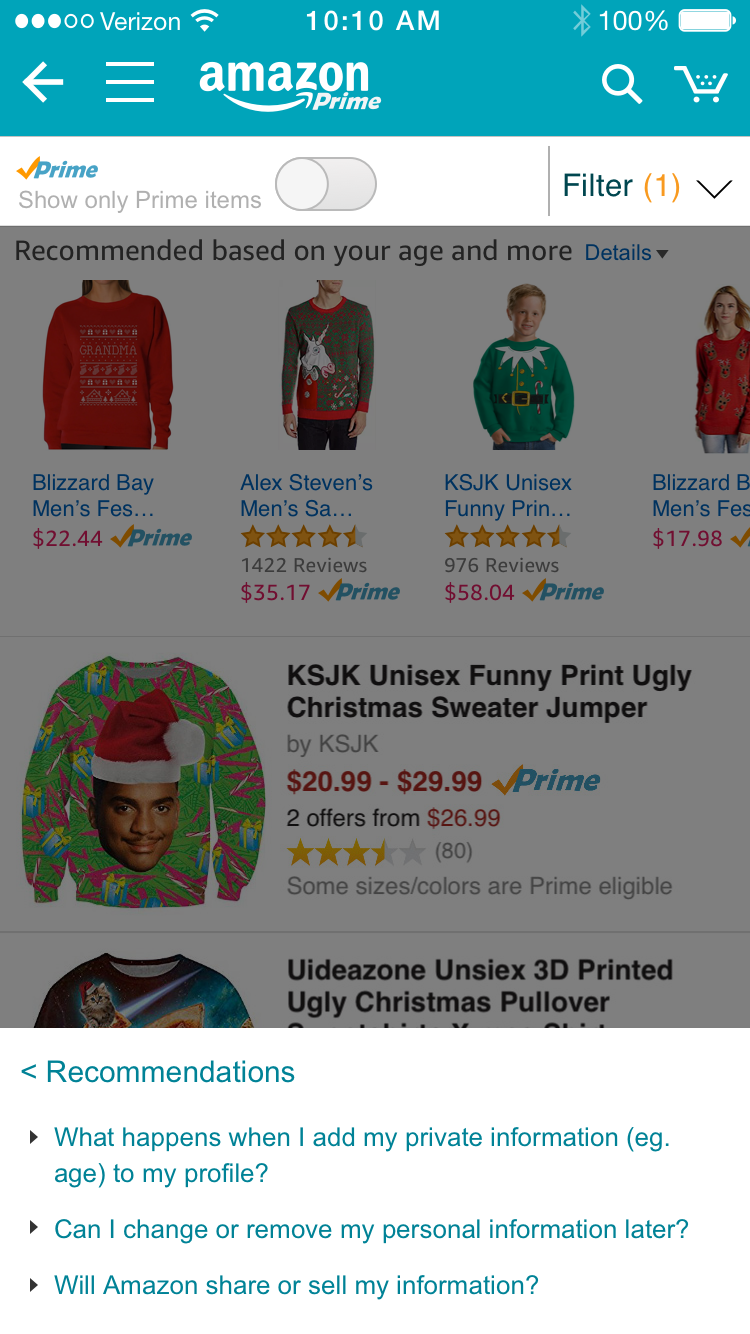 Verizon 10:10 AM 100%
amazon
Prime
Prime
Show only Prime items
Filter (1)
Recommended based on your age and more Details
GRANDMA
Blizzard Bay
Men’s Fes…
$22.44 Prime
Alex Steven’s
Men’s Sa…
1422 Reviews
$35.17 Prime
KSJK Unisex
Funny Prin…
976 Reviews
$58.04 Prime
Blizzard B
Men’s Fes
$17.98
KSJK Unisex Funny Print Ugly
Christmas Sweater Jumper
by KSJK
$20.99 - $29.99 Prime
2 offers from $26.99
(80)
Some sizes/colors are Prime eligible
Uideazone Unsiex 3D Printed
Ugly Christmas Pullover
< Recommendations
What happens when I add my private information (eg.
age) to my profile?
Can I change or remove my personal information later?
Will Amazon share or sell my information?